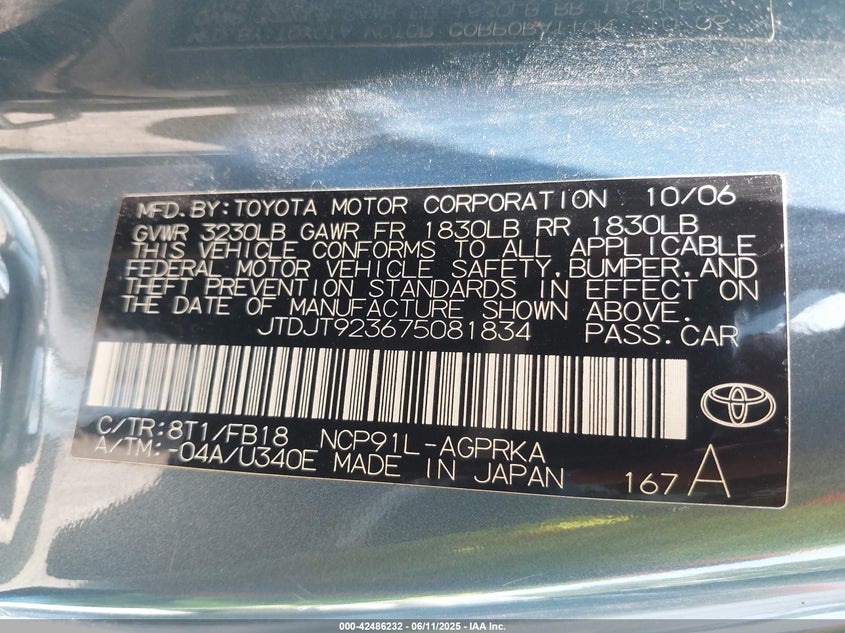 MFD.BY:TOYOTA MOTOR CORPORATION 10/06
GVWR 3230LB GAWR FR 1830LB RR 1830LB
THIS VEHICLE CONFORMS TO ALL APPLICABLE
FEDERAL MOTOR VEHICLE SAFETY,BUMPER,AND
THEFT PREVENTION STANDARDS IN EFFECT ON
THE DATE OF MANUFACTURE SHOWN ABOVE.
JTDJT923675081834 PASS.CAR
C/TR:8T1/FB18 NCP91L-AGPRKA
A/TM:-04A/U340E MADE IN JAPAN
167 A
000-42486232 - 06/11/2025 - IAA Inc.